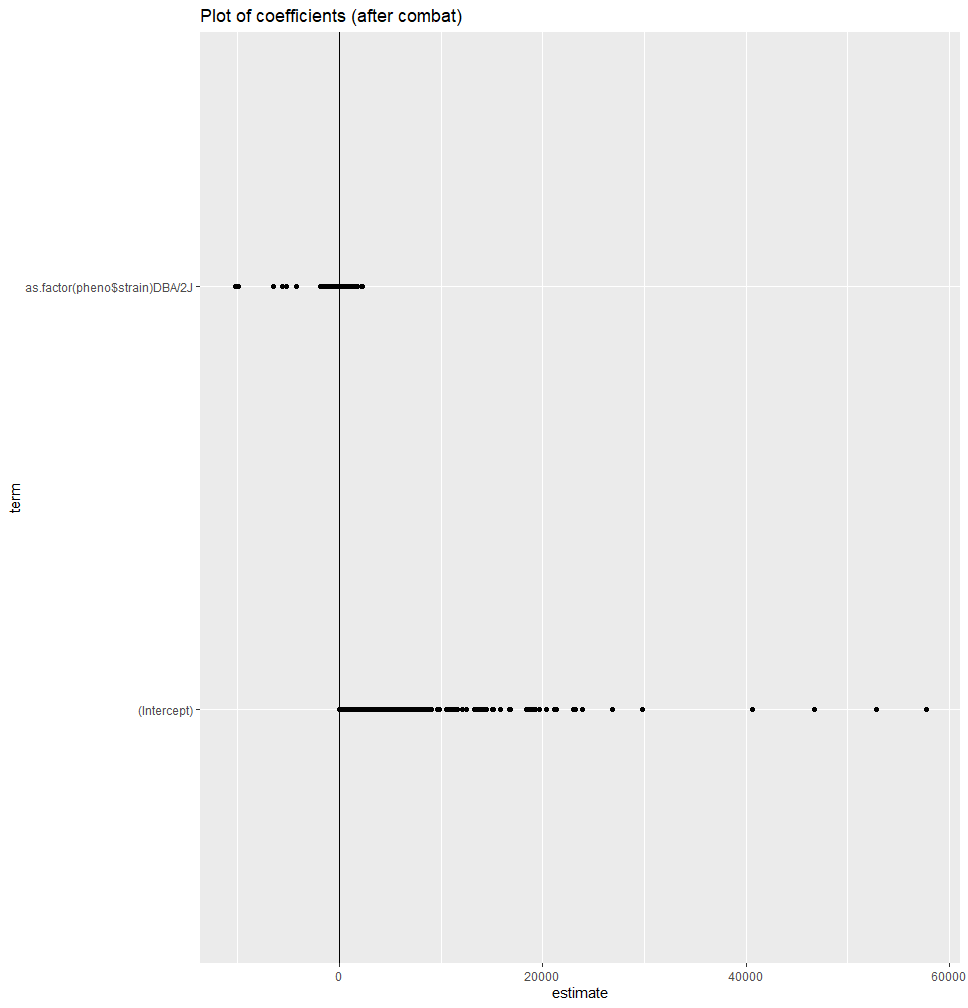 Plot of coefficients (after combat)
term
as.factor(pheno$strain)DBA/2J
(Intercept)
0
20000
40000
60000
estimate